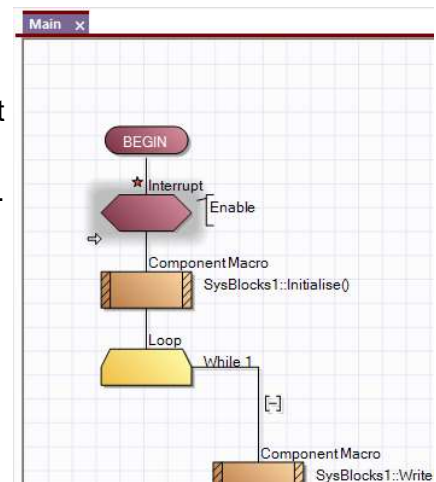 Main x
t
BEGIN
Interrupt
Enable
.
Component Macro
SysBlocks1::Initialise()
Loop
While 1
[-]
Component Macro
SysBlocks1::Write